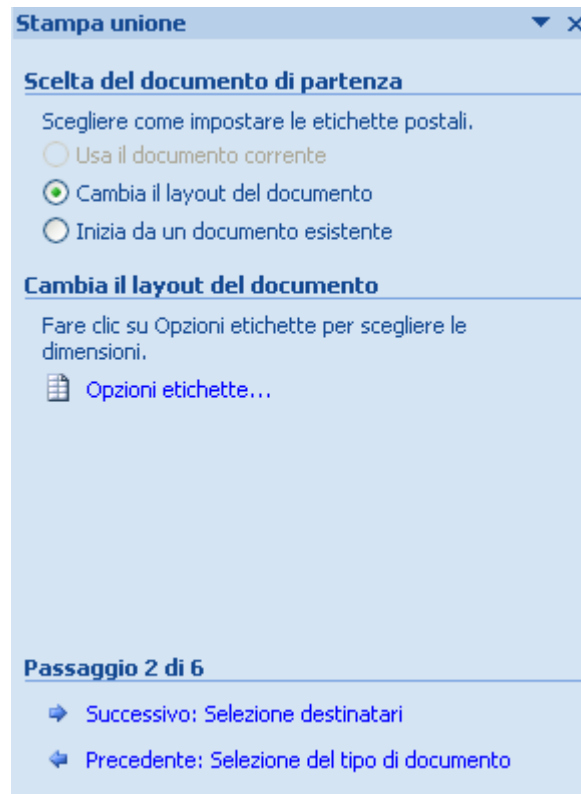 Stampa unione
Scelta del documento di partenza
Scegliere come impostare le etichette postali.
Usa il documento corrente
Cambia il layout del documento
Inizia da un documento esistente
Cambia il layout del documento
Fare clic su Opzioni etichette per scegliere le
dimensioni.
Opzioni etichette...
Passaggio 2 di 6
Successivo: Selezione destinatari
Precedente: Selezione del tipo di documento